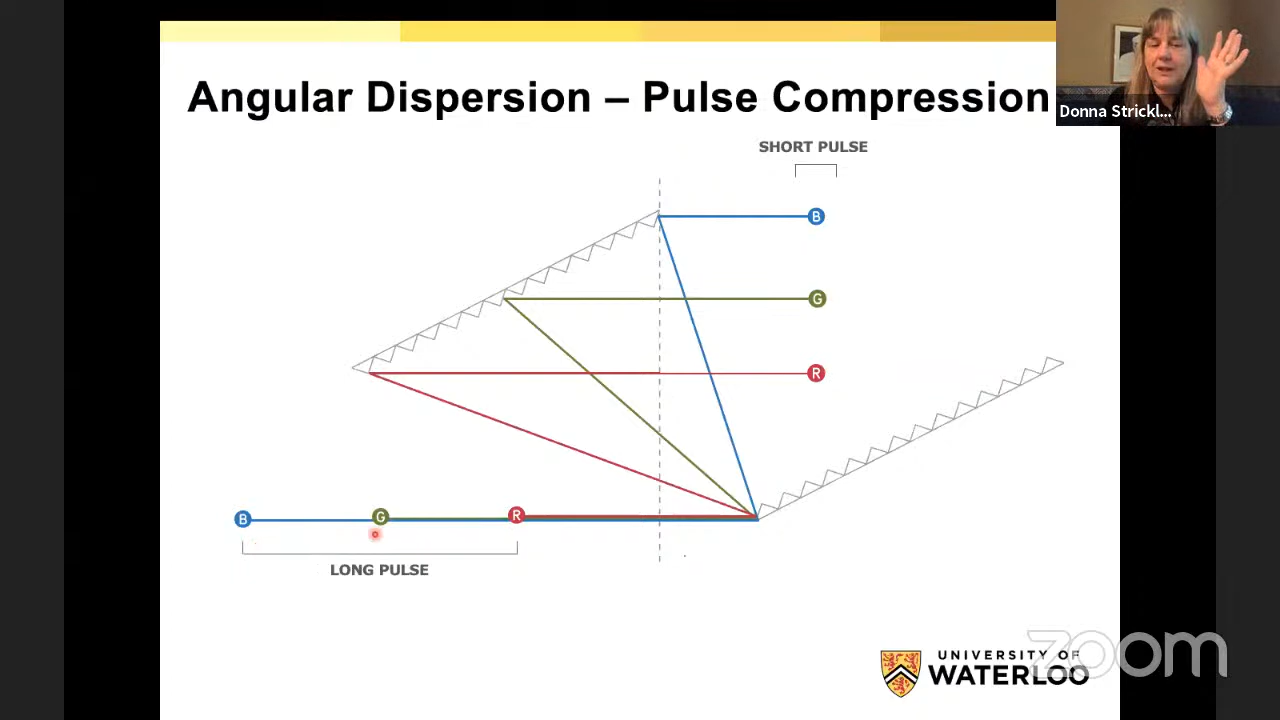 Angular Dispersion – Pulse Compression
Donna Strickl...
SHORT PULSE
B
G
R
B
G
R
LONG PULSE
UNIVERSITY OF
WATERLOO
zoom